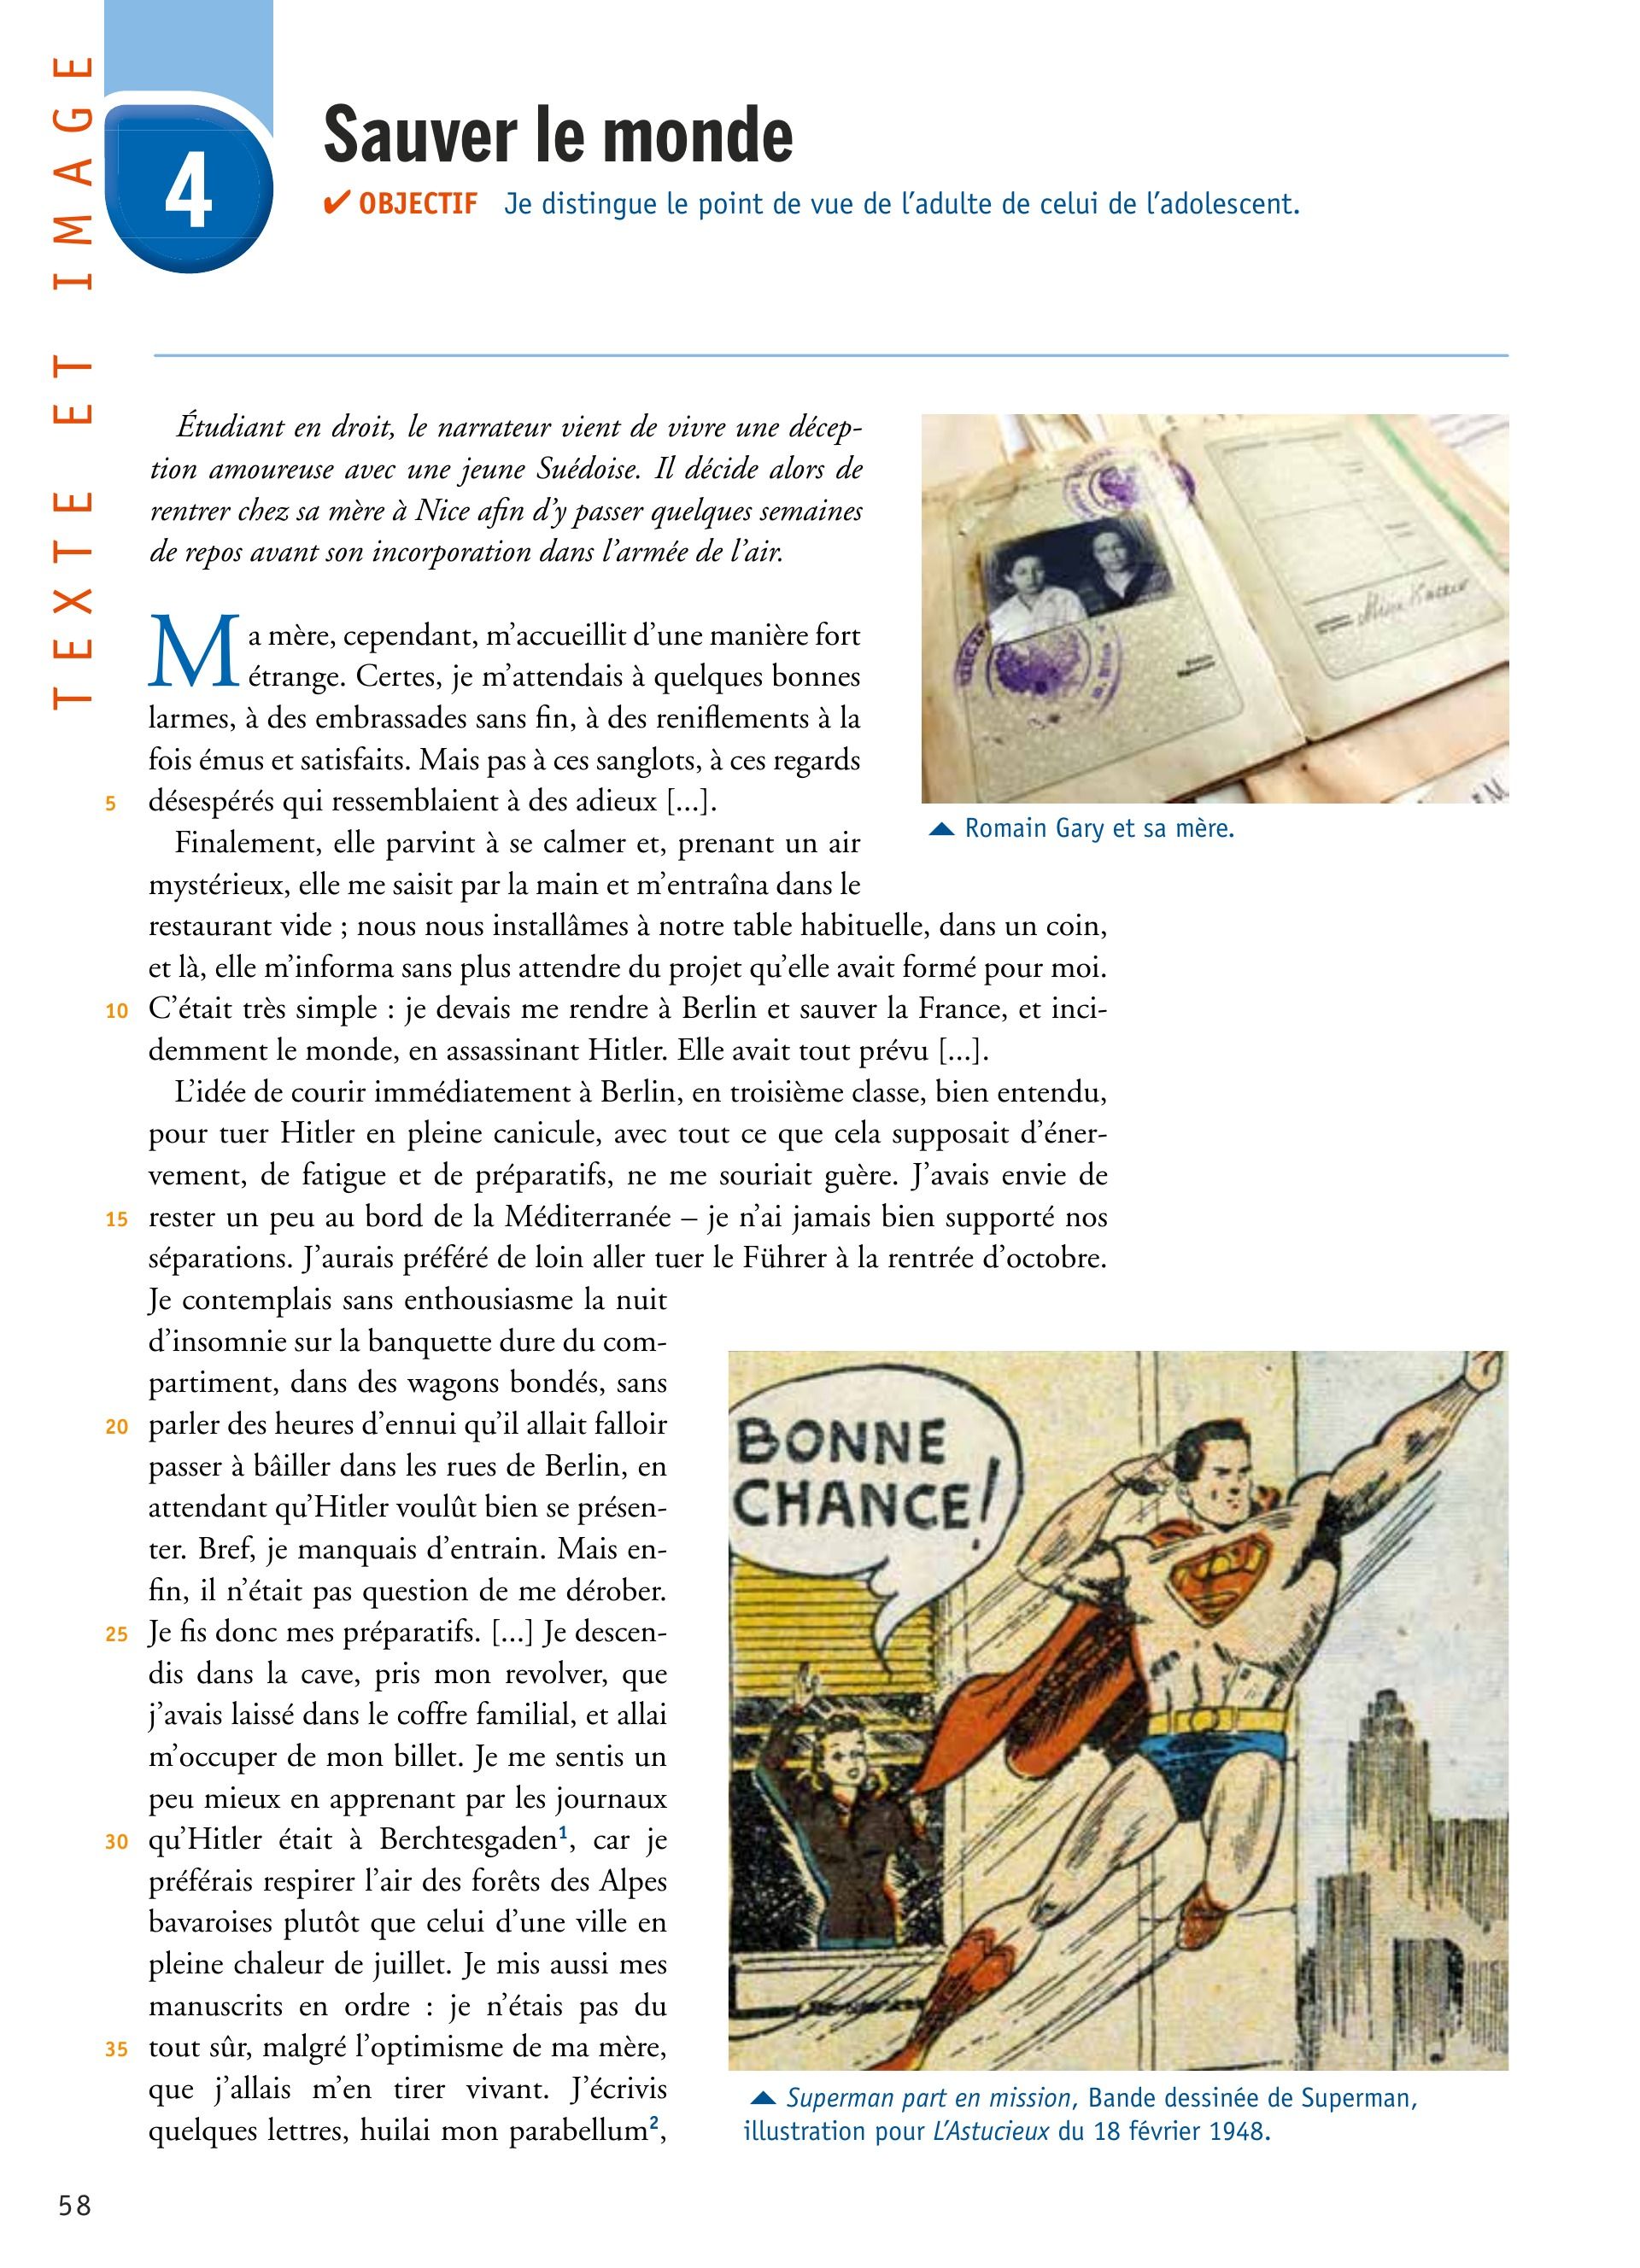 TEXTE ET IMAGE
4
Sauver le monde
✔ OBJECTIF Je distingue le point de vue de l’adulte de celui de l’adolescent.
Étudiant en droit, le narrateur vient de vivre une décep-
tion amoureuse avec une jeune Suédoise. Il décide alors de
rentrer chez sa mère à Nice afin d’y passer quelques semaines
de repos avant son incorporation dans l’armée de l’air.
Ma mère, cependant, m’accueillit d’une manière fort
étrange. Certes, je m’attendais à quelques bonnes
larmes, à des embrassades sans fin, à des reniflements à la
fois émus et satisfaits. Mais pas à ces sanglots, à ces regards
5 désespérés qui ressemblaient à des adieux [...].
Finalement, elle parvint à se calmer et, prenant un air
mystérieux, elle me saisit par la main et m’entraîna dans le
restaurant vide ; nous nous installâmes à notre table habituelle, dans un coin,
et là, elle m’informa sans plus attendre du projet qu’elle avait formé pour moi.
10 C’était très simple : je devais me rendre à Berlin et sauver la France, et inci-
demment le monde, en assassinant Hitler. Elle avait tout prévu [...].
L’idée de courir immédiatement à Berlin, en troisième classe, bien entendu,
pour tuer Hitler en pleine canicule, avec tout ce que cela supposait d’éner-
vement, de fatigue et de préparatifs, ne me souriait guère. J’avais envie de
15 rester un peu au bord de la Méditerranée – je n’ai jamais bien supporté nos
séparations. J’aurais préféré de loin aller tuer le Führer à la rentrée d’octobre.
Je contemplais sans enthousiasme la nuit
d’insomnie sur la banquette dure du com-
partiment, dans des wagons bondés, sans
20 parler des heures d’ennui qu’il allait falloir
passer à bâiller dans les rues de Berlin, en
attendant qu’Hitler voulût bien se présen-
ter. Bref, je manquais d’entrain. Mais en-
fin, il n’était pas question de me dérober.
25 Je fis donc mes préparatifs. [...] Je descen-
dis dans la cave, pris mon revolver, que
j’avais laissé dans le coffre familial, et allai
m’occuper de mon billet. Je me sentis un
peu mieux en apprenant par les journaux
30 qu’Hitler était à Berchtesgaden¹, car je
préférais respirer l’air des forêts des Alpes
bavaroises plutôt que celui d’une ville en
pleine chaleur de juillet. Je mis aussi mes
manuscrits en ordre : je n’étais pas du
35 tout sûr, malgré l’optimisme de ma mère,
que j’allais m’en tirer vivant. J’écrivis
quelques lettres, huilai mon parabellum²,
▲ Romain Gary et sa mère.
BONNE
CHANCE!
S
▲ Superman part en mission, Bande dessinée de Superman,
illustration pour L’Astucieux du 18 février 1948.
58